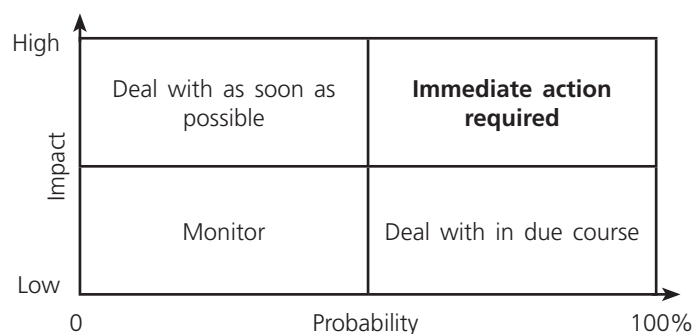 High
Deal with as soon as
possible
Immediate action
required
Impact
Monitor
Deal with in due course
Low
0
Probability
100%